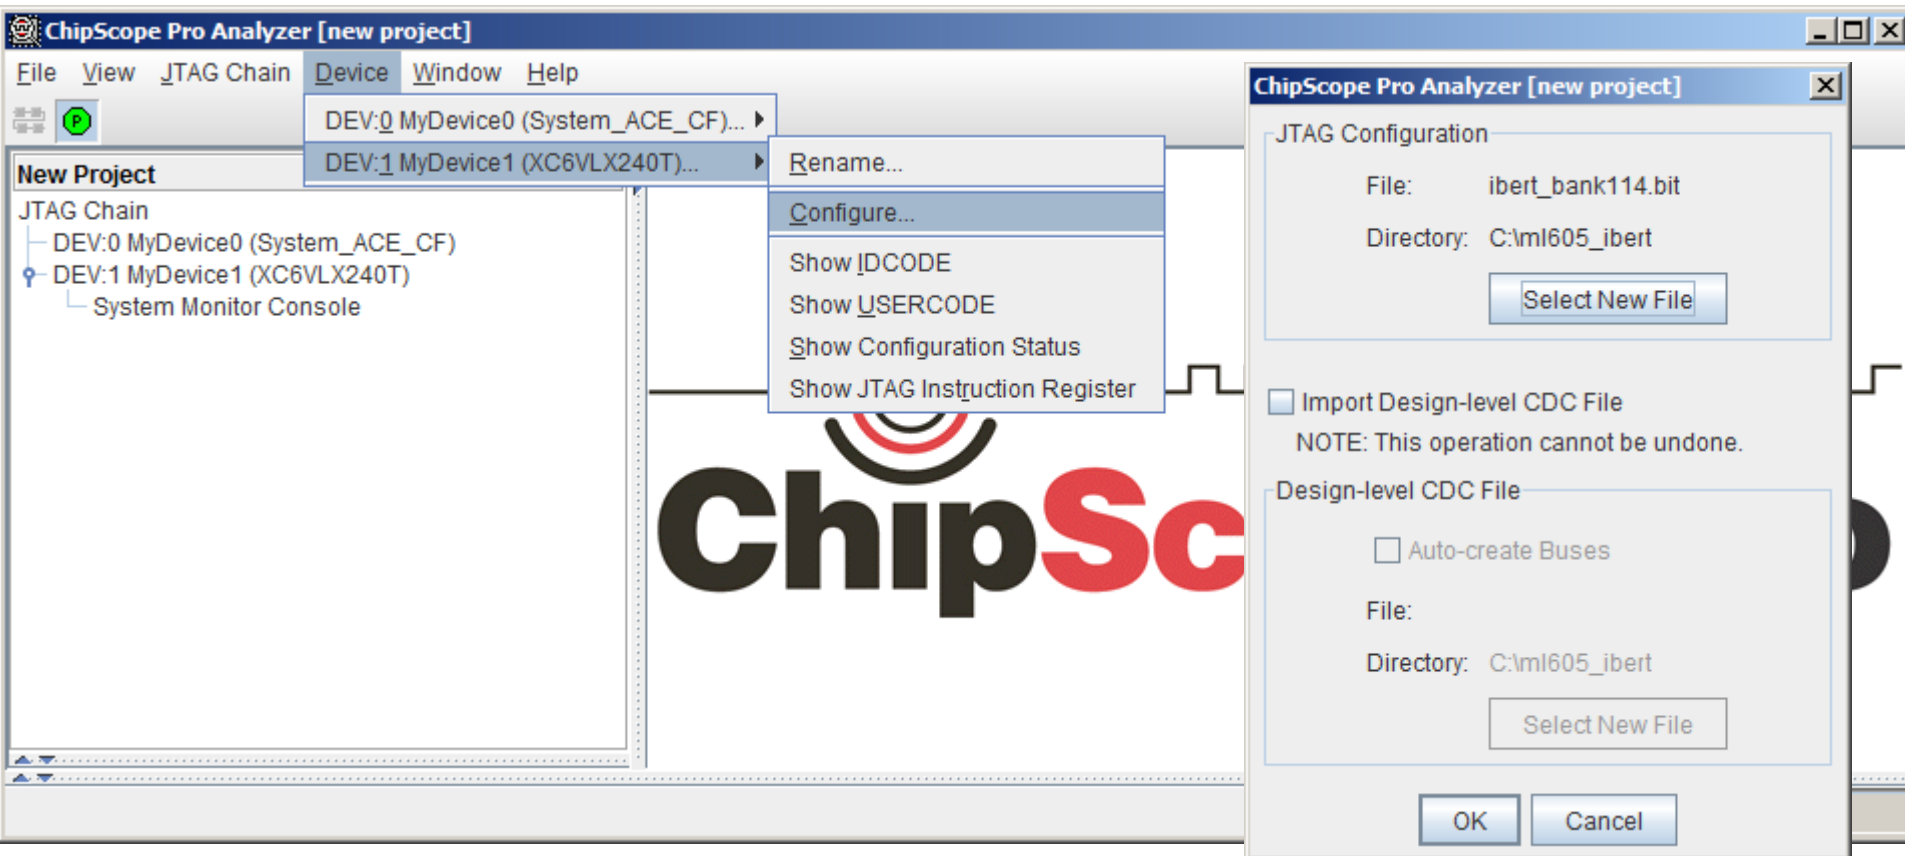 ChipScope Pro Analyzer [new project]
File View JTAG Chain Device Window Help
P
DEV:0 MyDevice0 (System_ACE_CF)...
DEV:1 MyDevice1 (XC6VLX240T)...
Rename...
Configure...
Show IDCODE
Show USERCODE
Show Configuration Status
Show JTAG Instruction Register
New Project
JTAG Chain
DEV:0 MyDevice0 (System_ACE_CF)
DEV:1 MyDevice1 (XC6VLX240T)
System Monitor Console
ChipSc
ChipScope Pro Analyzer [new project]
JTAG Configuration
File: ibert_bank114.bit
Directory: C:\ml605_ibert
Select New File
Import Design-level CDC File
NOTE: This operation cannot be undone.
Design-level CDC File
Auto-create Buses
File:
Directory: C:\ml605_ibert
Select New File
OK Cancel